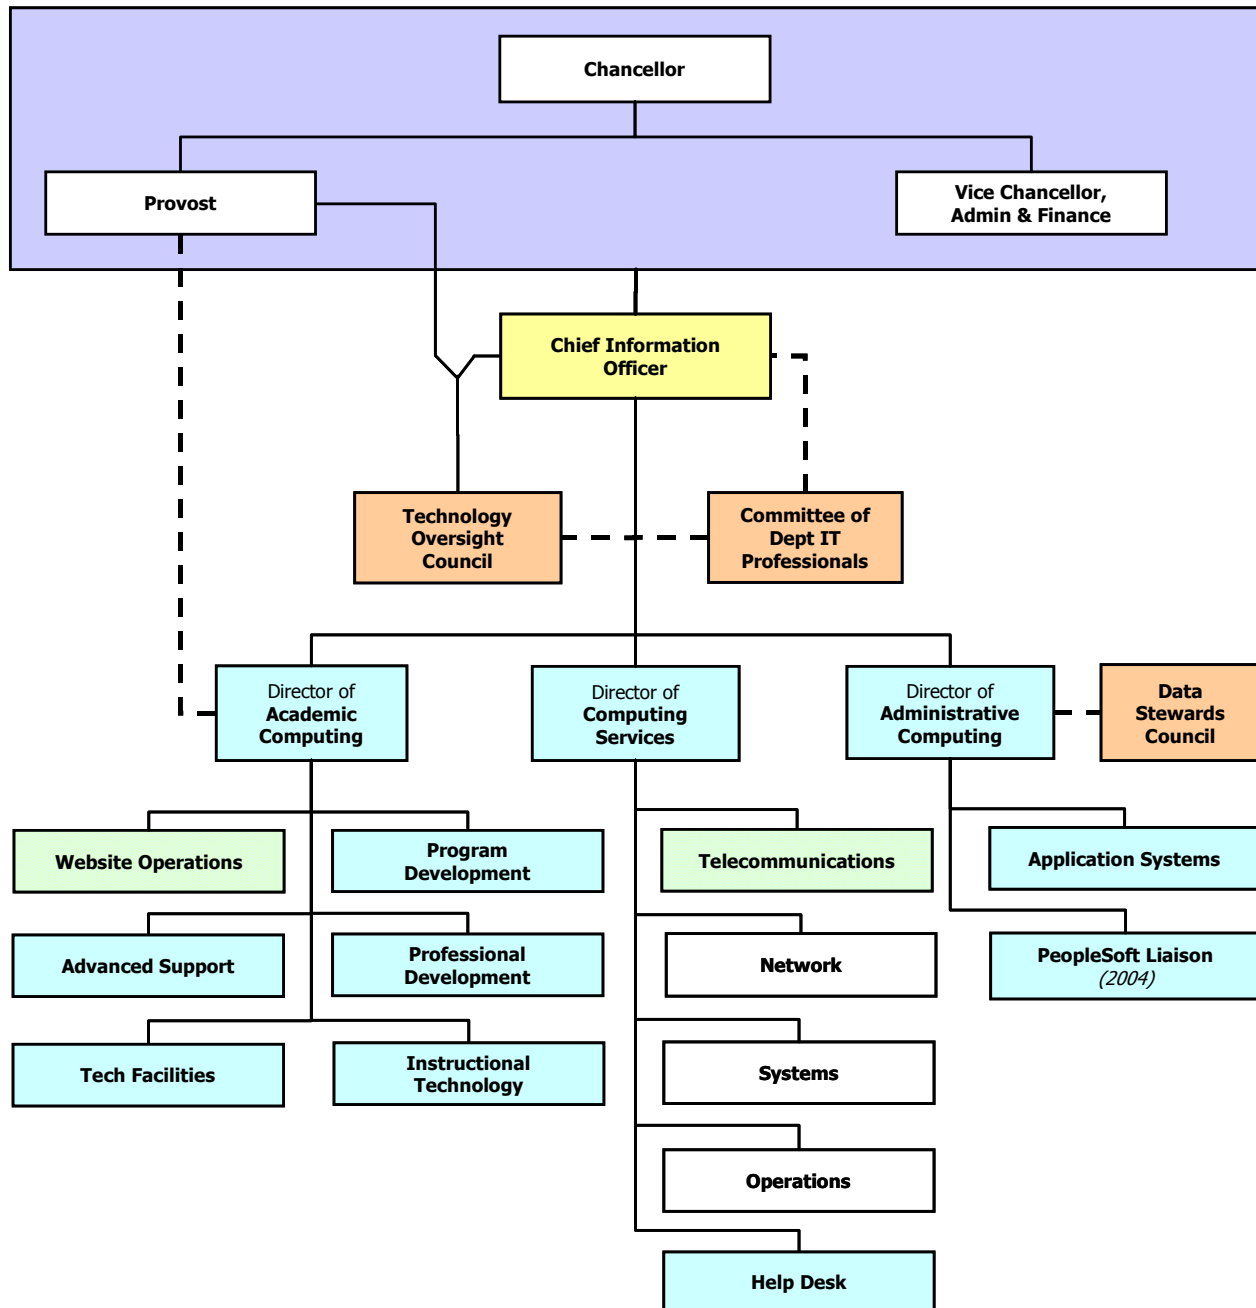 Chancellor
Provost
Vice Chancellor,
Admin & Finance
Chief Information
Officer
Technology
Oversight
Council
Committee of
Dept IT
Professionals
Director of
Academic
Computing
Director of
Computing
Services
Director of
Administrative
Computing
Data
Stewards
Council
Website Operations
Program
Development
Telecommunications
Application Systems
Advanced Support
Professional
Development
Network
PeopleSoft Liaison
(2004)
Tech Facilities
Instructional
Technology
Systems
Operations
Help Desk